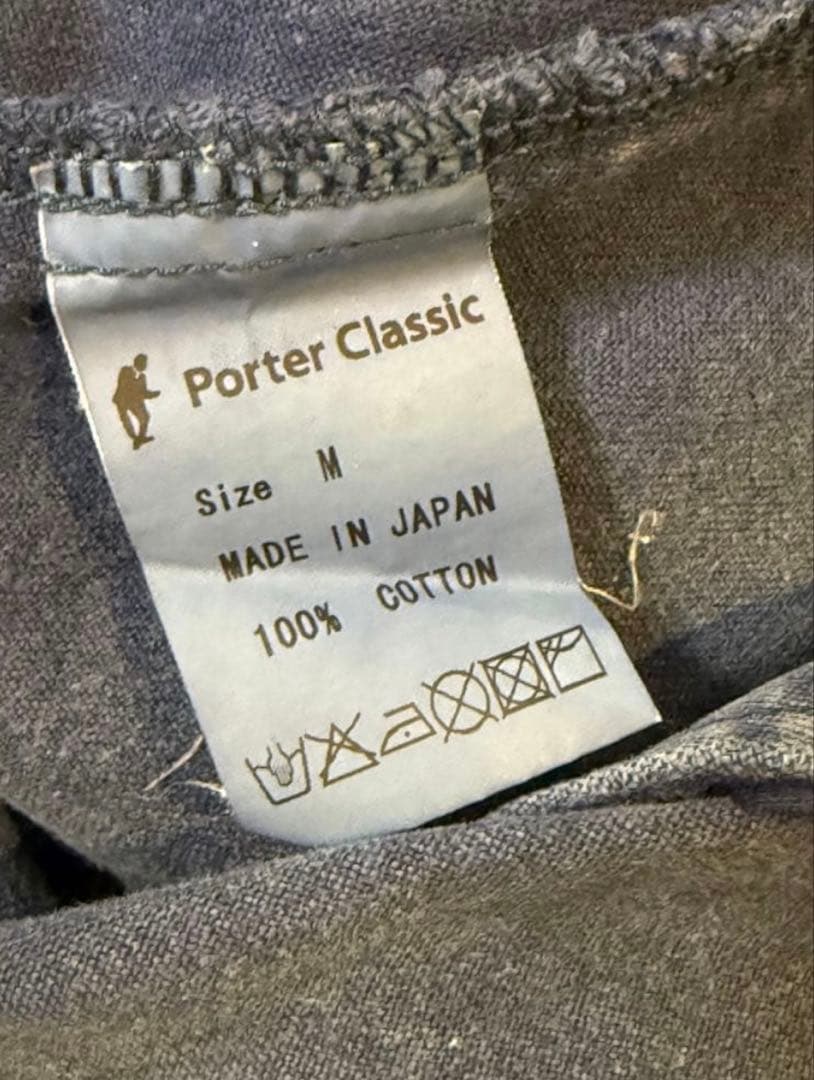 Porter Classic
Size M
MADE IN JAPAN
100% COTTON